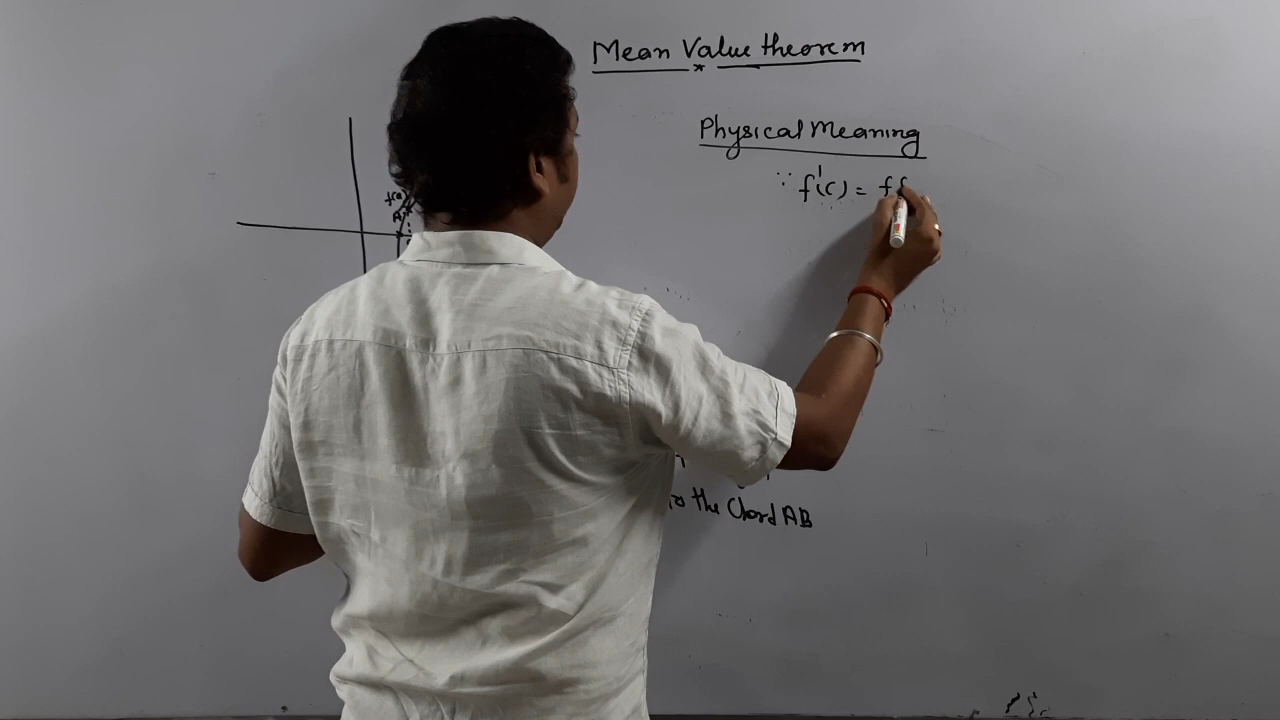 Mean Value theorem
Physical Meaning
∵ f'(c) = f(
f(a)
A
to the Chord AB